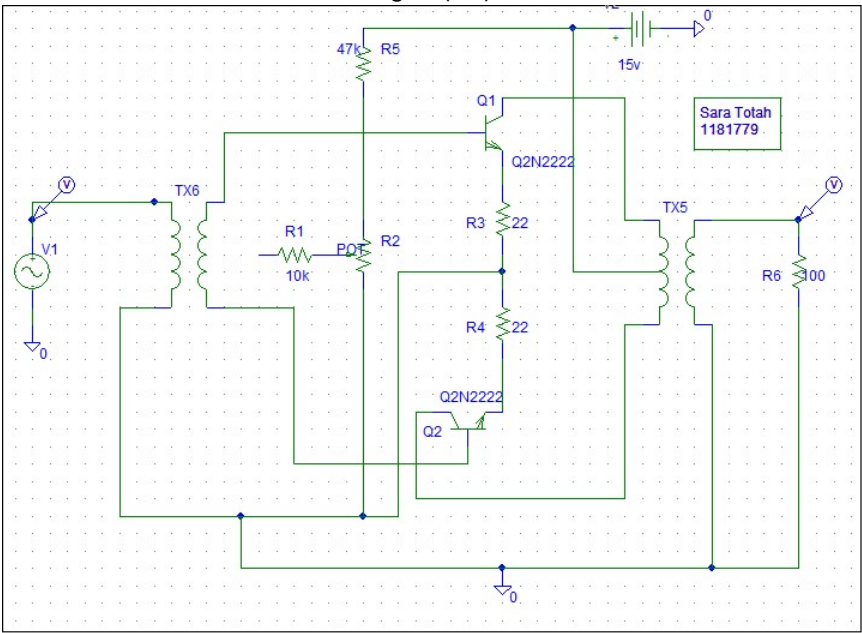 0
47k R5
15v
Q1
Sara Totah
1181779
Q2N2222
TX6
V
V
TX5
R3 22
R1
R2
POT
V1
10k
R6 100
R4 22
0
Q2N2222
Q2
0